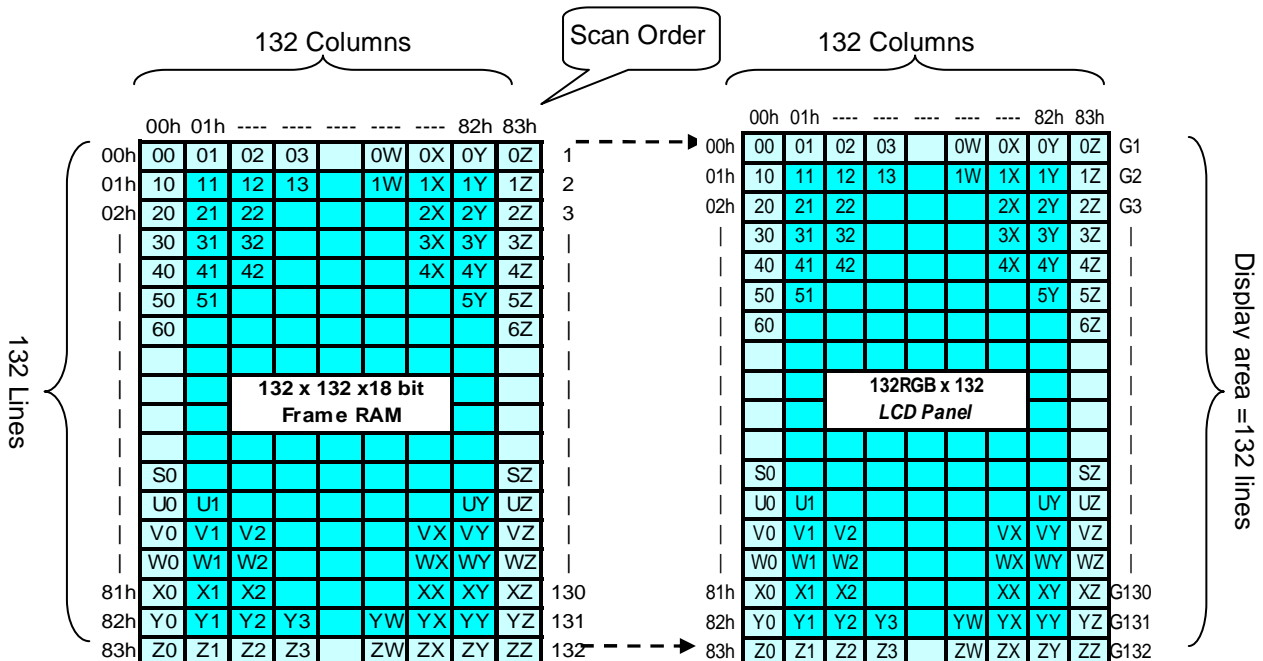 132 Columns
Scan Order
132 Columns
00h 01h ---- ---- ---- ---- ---- 82h 83h
00h 00 01 02 03 0W 0X 0Y 0Z 1
01h 10 11 12 13 1W 1X 1Y 1Z 2
02h 20 21 22 2X 2Y 2Z 3
30 31 32 3X 3Y 3Z
40 41 42 4X 4Y 4Z
50 51 5Y 5Z
60 6Z
132 x 132 x18 bit
Frame RAM
S0 SZ
U0 U1 UY UZ
V0 V1 V2 VX VY VZ
W0 W1 W2 WX WY WZ
81h X0 X1 X2 XX XY XZ 130
82h Y0 Y1 Y2 Y3 YW YX YY YZ 131
83h Z0 Z1 Z2 Z3 ZW ZX ZY ZZ 132
132 Lines
00h 01h ---- ---- ---- ---- ---- 82h 83h
00h 00 01 02 03 0W 0X 0Y 0Z G1
01h 10 11 12 13 1W 1X 1Y 1Z G2
02h 20 21 22 2X 2Y 2Z G3
30 31 32 3X 3Y 3Z
40 41 42 4X 4Y 4Z
50 51 5Y 5Z
60 6Z
132RGB x 132
LCD Panel
S0 SZ
U0 U1 UY UZ
V0 V1 V2 VX VY VZ
W0 W1 W2 WX WY WZ
81h X0 X1 X2 XX XY XZ G130
82h Y0 Y1 Y2 Y3 YW YX YY YZ G131
83h Z0 Z1 Z2 Z3 ZW ZX ZY ZZ G132
Display area =132 lines